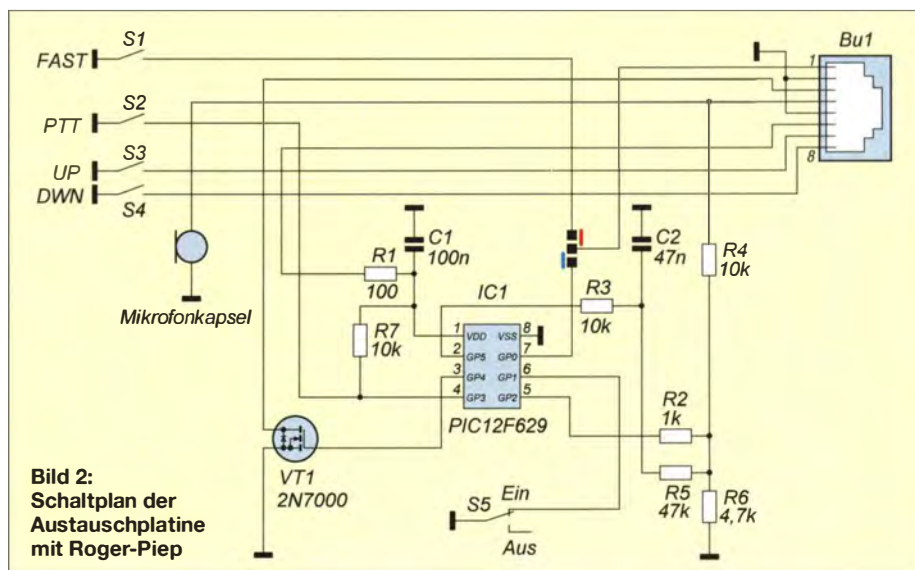 FAST
S1
PTT
S2
UP
S3
DWN
S4
Mikrofonkapsel
Bu1
1
8
C1
100n
R1
100
R7
10k
IC1
1 VDD VSS 8
2 GP5 GP0 7
3 GP4 GP1 6
4 GP3 GP2 5
PIC12F629
R3
10k
C2
47n
R4
10k
R2
1k
R5
47k
R6
4,7k
VT1
2N7000
S5
Ein
Aus
Bild 2:
Schaltplan der
Austauschplatine
mit Roger-Piep